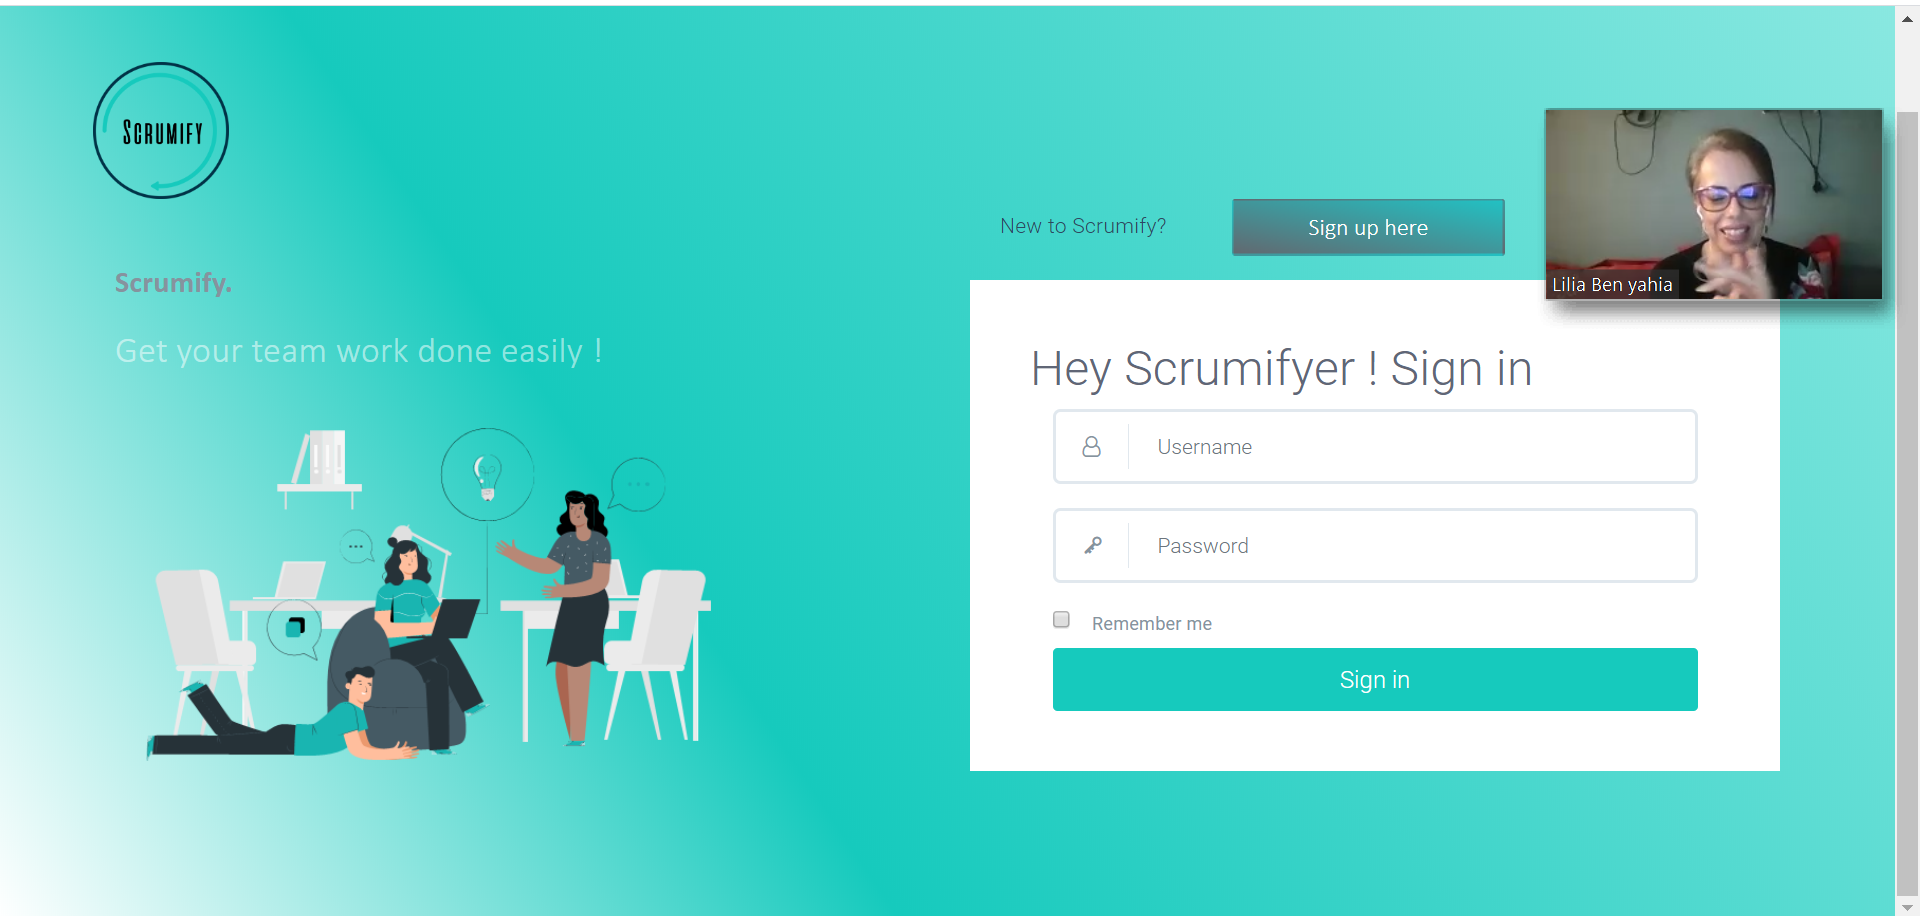 SCRUMIFY
Scrumify.
Get your team work done easily !
New to Scrumify?
Sign up here
Lilia Ben yahia
Hey Scrumifyer ! Sign in
Username
Password
Remember me
Sign in